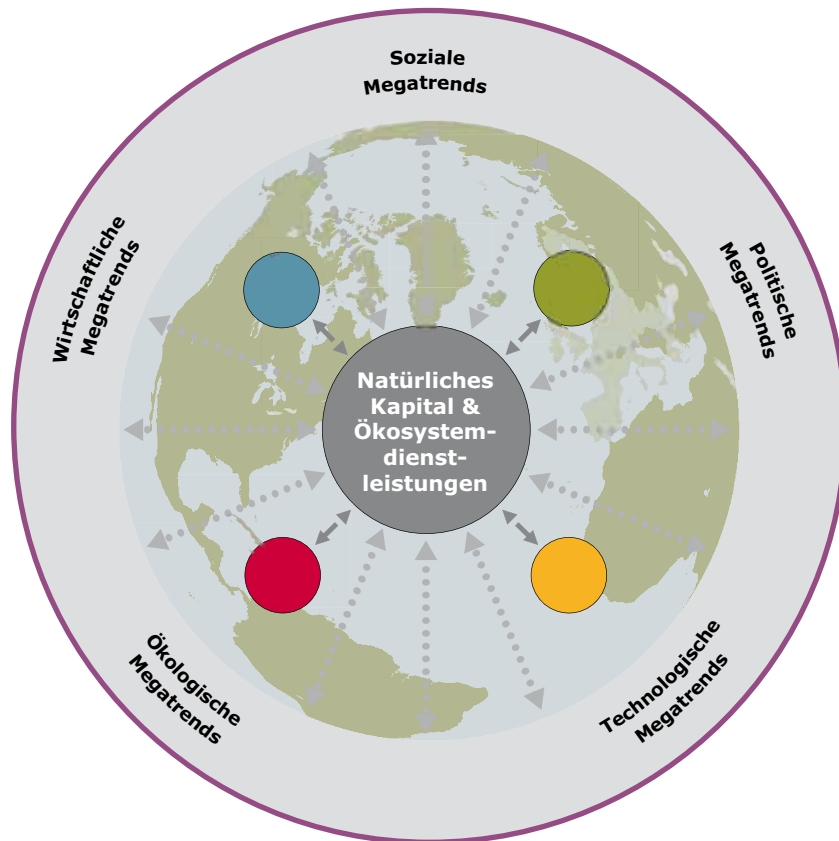 Soziale
Megatrends
Wirtschaftliche
Megatrends
Politische
Megatrends
Natürliches
Kapital &
Ökosystem-
dienst-
leistungen
Ökologische
Megatrends
Technologische
Megatrends